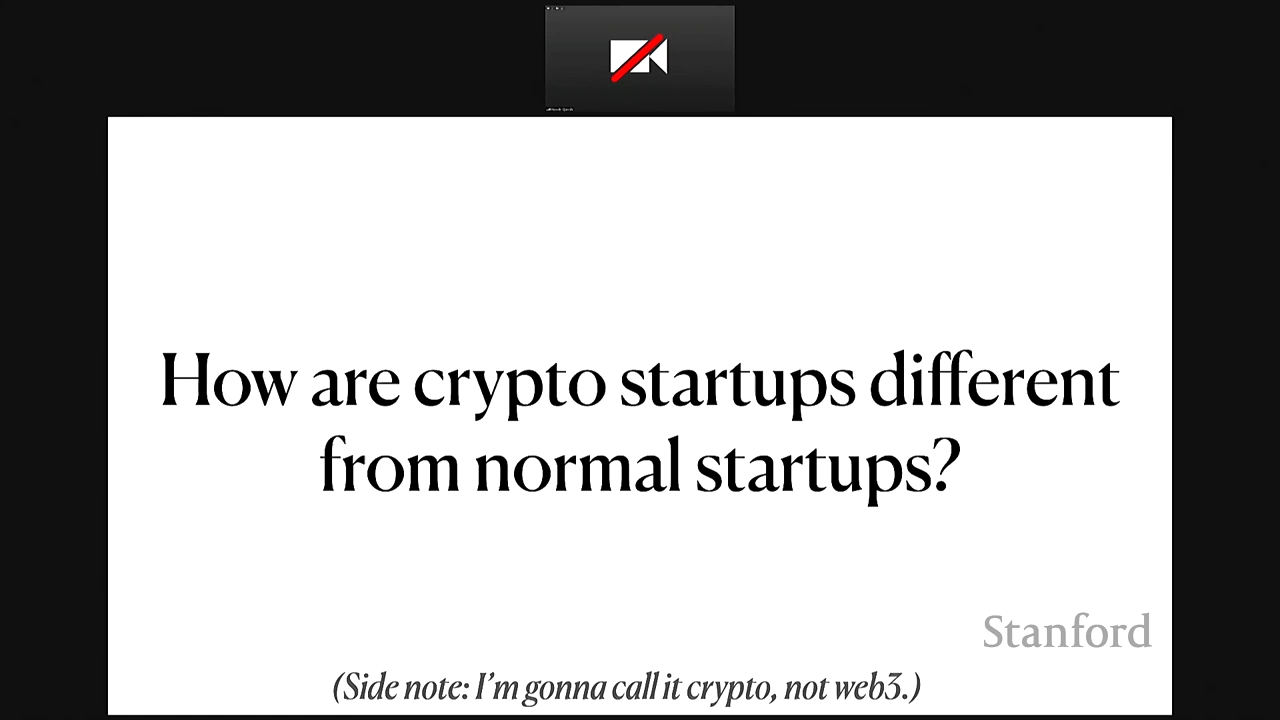 How are crypto startups different
from normal startups?
Stanford
(Side note: I'm gonna call it crypto, not web3.)